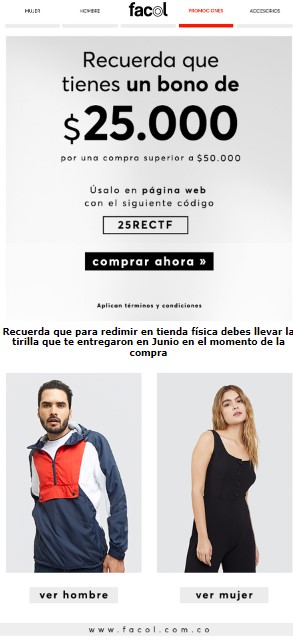 MUJER HOMBRE facol PROMOCIONES ACCESORIOS
Recuerda que
tienes un bono de
$25.000
por una compra superior a $50.000
Úsalo en página web
con el siguiente código
25RECTF
comprar ahora »
Aplican términos y condiciones
Recuerda que para redimir en tienda física debes llevar la
tirilla que te entregaron en Junio en el momento de la
compra
ver hombre ver mujer
www.facol.com.co